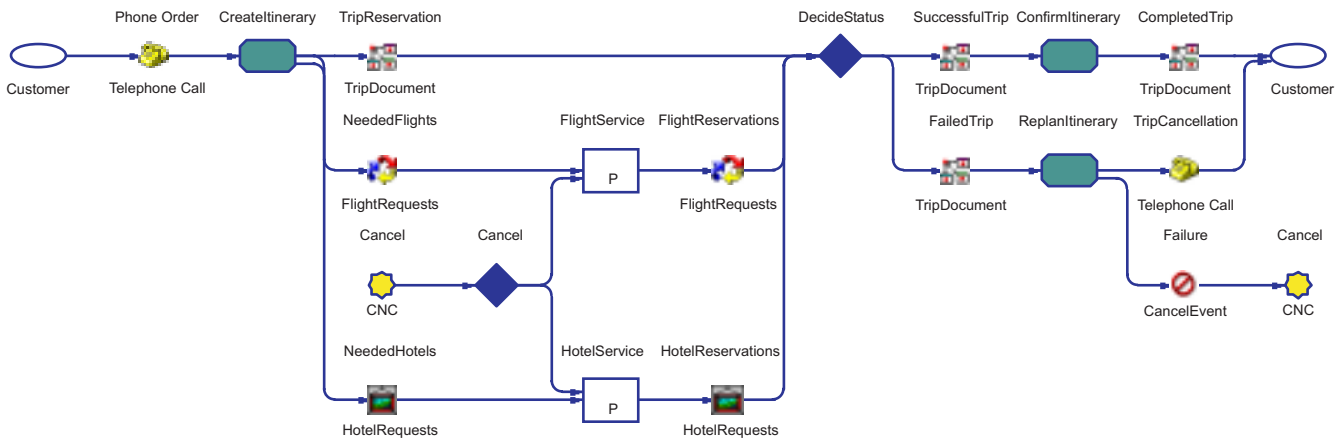 Phone Order CreateItinerary TripReservation DecideStatus SuccessfulTrip ConfirmItinerary CompletedTrip
Customer Telephone Call TripDocument TripDocument TripDocument Customer
NeededFlights FlightService FlightReservations FailedTrip ReplanItinerary TripCancellation
P
FlightRequests FlightRequests TripDocument Telephone Call
Cancel Cancel Failure Cancel
CNC CancelEvent CNC
NeededHotels HotelService HotelReservations
P
HotelRequests HotelRequests